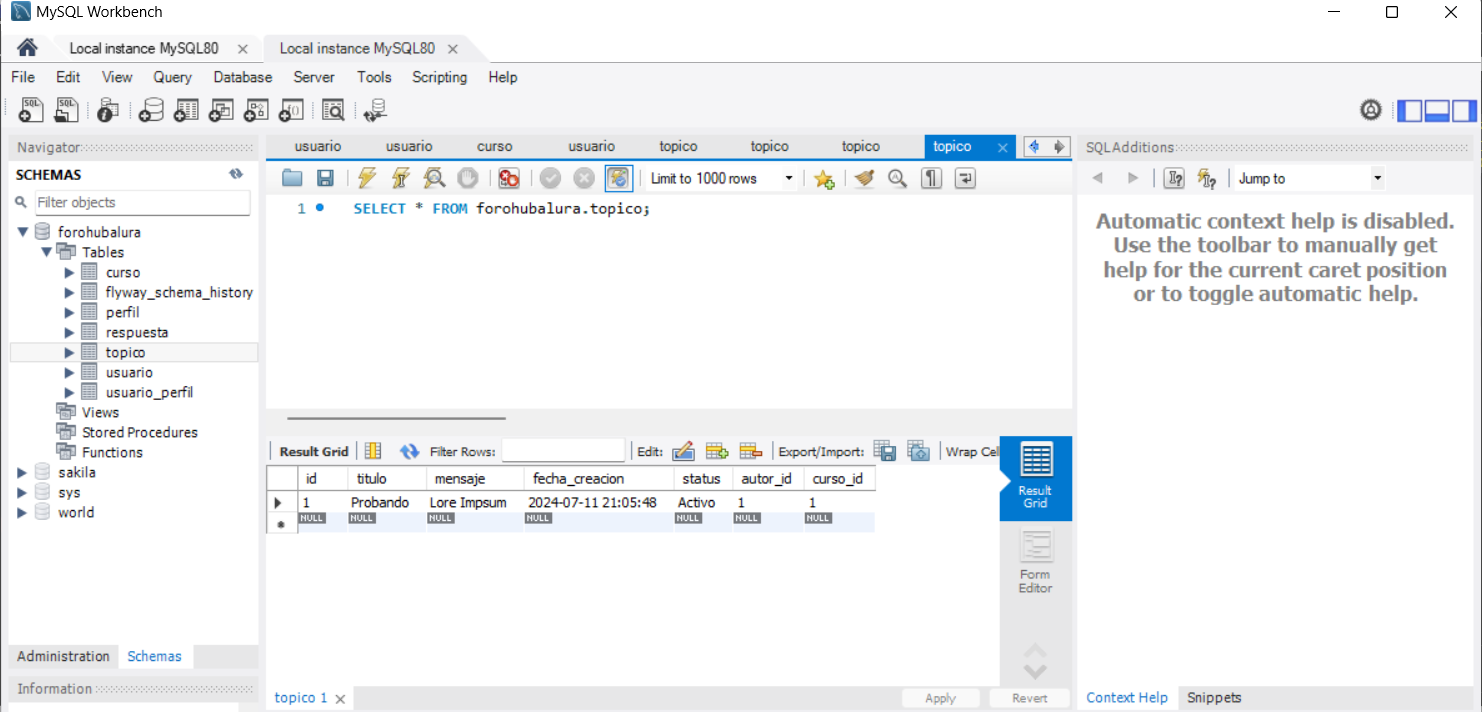 MySQL Workbench
Local instance MySQL80 Local instance MySQL80
File Edit View Query Database Server Tools Scripting Help
Navigator
SCHEMAS
Filter objects
forohubalura
Tables
curso
flyway_schema_history
perfil
respuesta
topico
usuario
usuario_perfil
Views
Stored Procedures
Functions
sakila
sys
world
Administration Schemas
Information
usuario usuario curso usuario topico topico topico topico
Limit to 1000 rows
1 SELECT * FROM forohubalura.topico;
Result Grid Filter Rows: Edit: Export/Import: Wrap Cel
id titulo mensaje fecha_creacion status autor_id curso_id
1 Probando Lore Impsum 2024-07-11 21:05:48 Activo 1 1
NULL NULL NULL NULL NULL NULL NULL
Result
Grid
Form
Editor
topico 1 Apply Revert
SQLAdditions
Jump to
Automatic context help is disabled.
Use the toolbar to manually get
help for the current caret position
or to toggle automatic help.
Context Help Snippets